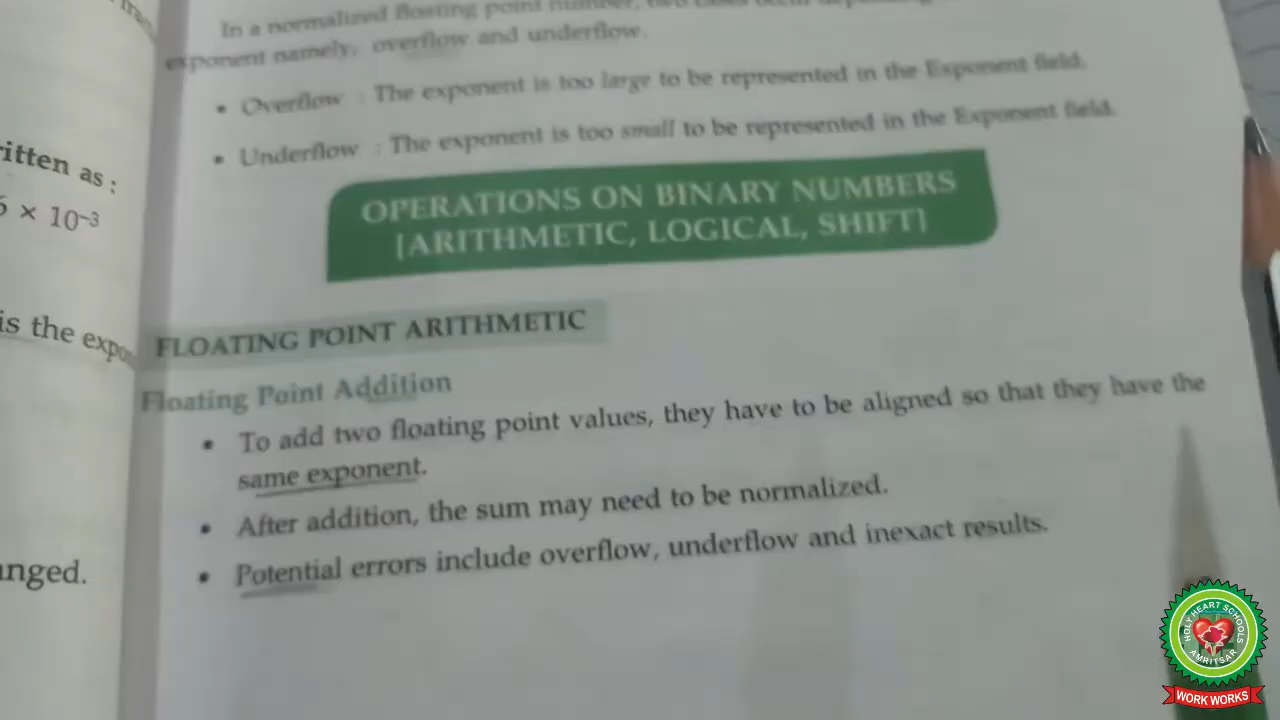 ritten as :
5 × 10⁻³
is the expo
anged.
In a normalized floating point number, two cases occur
exponent namely, overflow and underflow.
• Overflow : The exponent is too large to be represented in the Exponent field.
• Underflow : The exponent is too small to be represented in the Exponent field.
OPERATIONS ON BINARY NUMBERS
[ARITHMETIC, LOGICAL, SHIFT]
FLOATING POINT ARITHMETIC
Floating Point Addition
• To add two floating point values, they have to be aligned so that they have the
same exponent.
• After addition, the sum may need to be normalized.
• Potential errors include overflow, underflow and inexact results.
HOLY HEART SCHOOLS
AMRITSAR
WORK WORKS